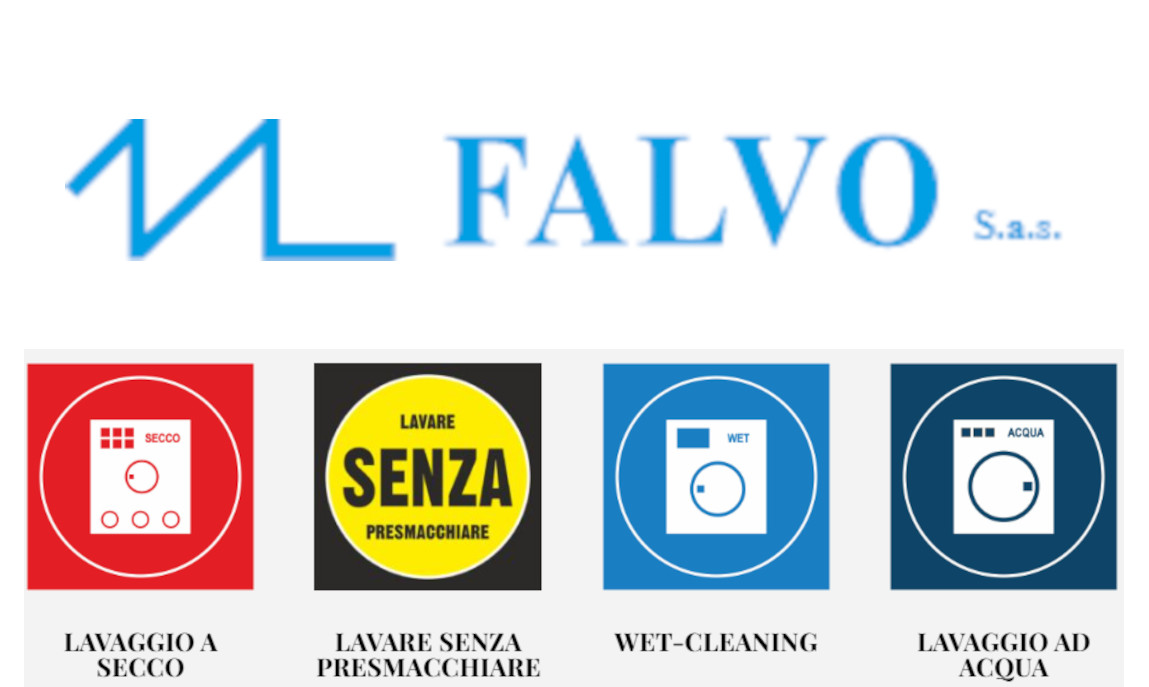 FALVO S.a.s.
SECCO
LAVARE
SENZA
PRESMACCHIARE
WET
ACQUA
LAVAGGIO A
SECCO
LAVARE SENZA
PRESMACCHIARE
WET-CLEANING
LAVAGGIO AD
ACQUA